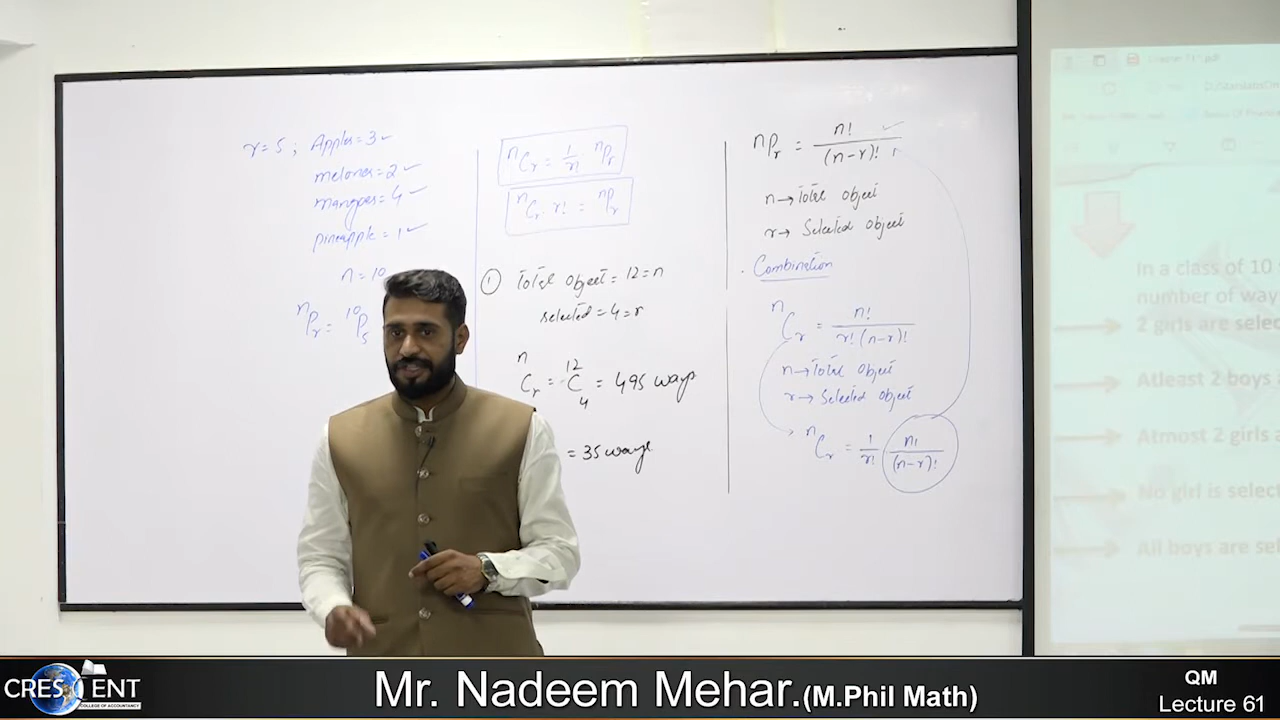 r=5 ; Apples=3 ✓
melones=2 ✓
mangoes=4 ✓
pineapple=1 ✓
n=10
ⁿPᵣ = ¹⁰P₅
ⁿCᵣ = 1/n ⁿPᵣ
ⁿCᵣ · r! = ⁿPᵣ
① Total object = 12 = n
selected = 4 = r
ⁿCᵣ = ¹²C₄ = 495 ways
= 35 ways
nPr = n!/(n-r)!
n→Total object
r→ Selected object
· Combination
ⁿCᵣ = n!/r!(n-r)!
n→Total object
r→ Selected object
ⁿCᵣ = 1/r! n!/(n-r)!
In a class of 10
number of way
2 girls are selec
Atleast 2 boys
Atmost 2 girls a
No girl is select
All boys are sel
CRESCENT
COLLEGE OF ACCOUNTANCY
Mr. Nadeem Mehar.(M.Phil Math)
QM
Lecture 61